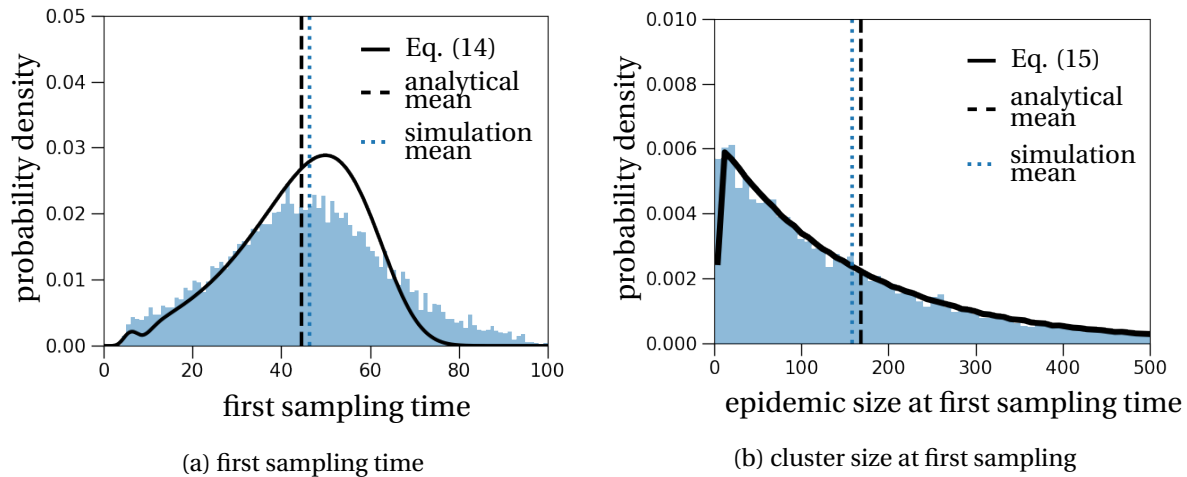 0.05
0.04
0.03
0.02
0.01
0.00
probability density
0
20
40
60
80
100
first sampling time
Eq. (14)
analytical
mean
simulation
mean
(a) first sampling time
0.010
0.008
0.006
0.004
0.002
0.000
probability density
0
100
200
300
400
500
epidemic size at first sampling time
Eq. (15)
analytical
mean
simulation
mean
(b) cluster size at first sampling